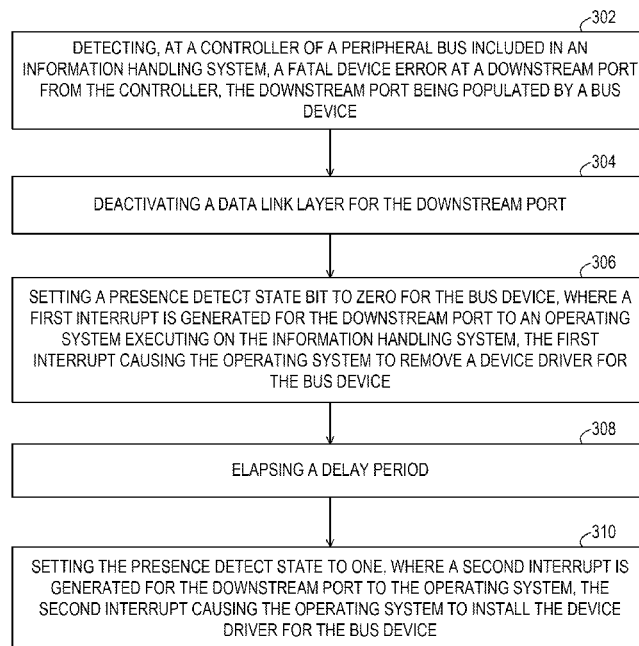 302
DETECTING, AT A CONTROLLER OF A PERIPHERAL BUS INCLUDED IN AN
INFORMATION HANDLING SYSTEM, A FATAL DEVICE ERROR AT A DOWNSTREAM PORT
FROM THE CONTROLLER, THE DOWNSTREAM PORT BEING POPULATED BY A BUS
DEVICE
304
DEACTIVATING A DATA LINK LAYER FOR THE DOWNSTREAM PORT
306
SETTING A PRESENCE DETECT STATE BIT TO ZERO FOR THE BUS DEVICE, WHERE A
FIRST INTERRUPT IS GENERATED FOR THE DOWNSTREAM PORT TO AN OPERATING
SYSTEM EXECUTING ON THE INFORMATION HANDLING SYSTEM, THE FIRST
INTERRUPT CAUSING THE OPERATING SYSTEM TO REMOVE A DEVICE DRIVER FOR
THE BUS DEVICE
308
ELAPSING A DELAY PERIOD
310
SETTING THE PRESENCE DETECT STATE TO ONE, WHERE A SECOND INTERRUPT IS
GENERATED FOR THE DOWNSTREAM PORT TO THE OPERATING SYSTEM, THE
SECOND INTERRUPT CAUSING THE OPERATING SYSTEM TO INSTALL THE DEVICE
DRIVER FOR THE BUS DEVICE